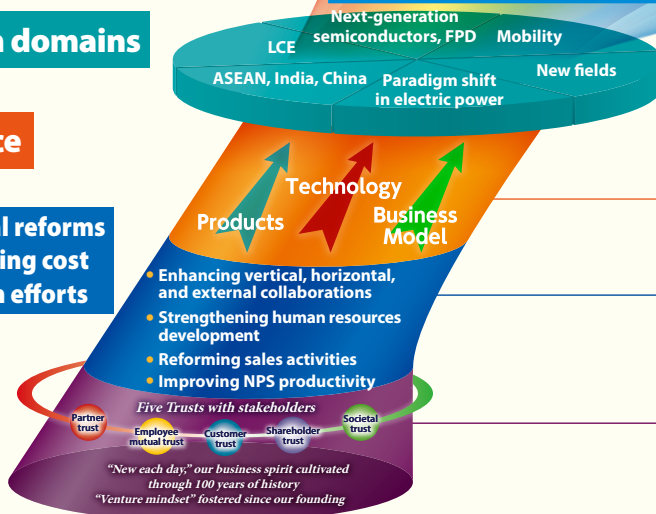 Next-generation
semiconductors, FPD
Mobility
LCE
domains
ASEAN, India, China
Paradigm shift
in electric power
New fields
Technology
Products
Business
Model
reforms
ing cost
efforts
• Enhancing vertical, horizontal,
and external collaborations
• Strengthening human resources
development
• Reforming sales activities
• Improving NPS productivity
Five Trusts with stakeholders
Partner
trust
Employee
mutual trust
Customer
trust
Shareholder
trust
Societal
trust
“New each day,” our business spirit cultivated
through 100 years of history
“Venture mindset” fostered since our founding